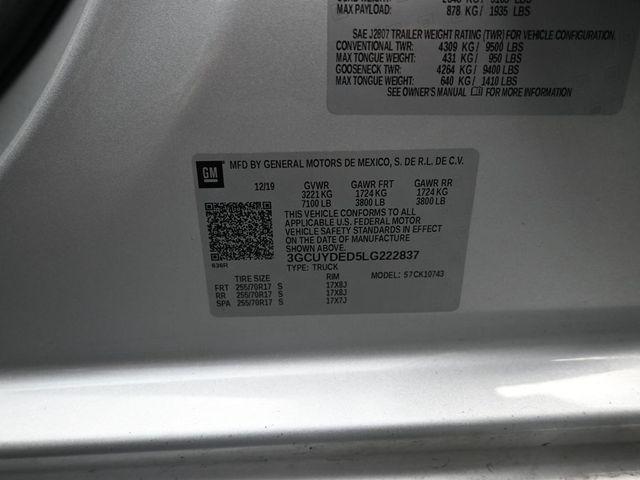 MAX PAYLOAD: 878 KG / 1935 LBS
SAE J2807 TRAILER WEIGHT RATING (TWR) FOR VEHICLE CONFIGURATION.
CONVENTIONAL TWR: 4309 KG / 9500 LBS
MAX TONGUE WEIGHT: 431 KG / 950 LBS
GOOSENECK TWR: 4264 KG / 9400 LBS
MAX TONGUE WEIGHT: 640 KG / 1410 LBS
SEE OWNER'S MANUAL FOR MORE INFORMATION
GM
MFD BY GENERAL MOTORS DE MEXICO, S. DE R.L. DE C.V.
12/19 GVWR GAWR FRT GAWR RR
3221 KG 1724 KG 1724 KG
7100 LB 3800 LB 3800 LB
THIS VEHICLE CONFORMS TO ALL
APPLICABLE U.S. FEDERAL MOTOR
VEHICLE SAFETY STANDARDS IN EFFECT
ON THE DATE OF MANUFACTURE
3GCUYDED5LG222837
TYPE: TRUCK MODEL: 57CK10743
TIRE SIZE RIM
FRT 255/70R17 S 17X8J
RR 255/70R17 S 17X8J
SPA 255/70R17 S 17X7J